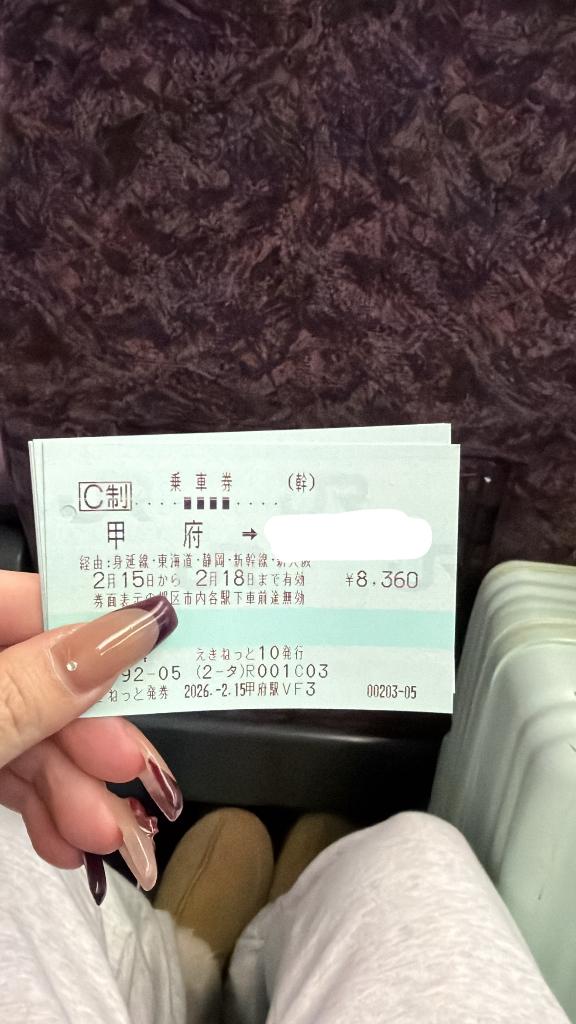 C制 乗車券 (幹)
甲 府 →
経由:身延線・東海道・静岡・新幹線・新大阪
2月15日から 2月18日まで有効 ¥8,360
券面表示の都区市内各駅下車前途無効
えきねっと10発行
92-05 (2-タ)R001C03
ねっと発券 2026.-2.15甲府駅VF3 00203-05